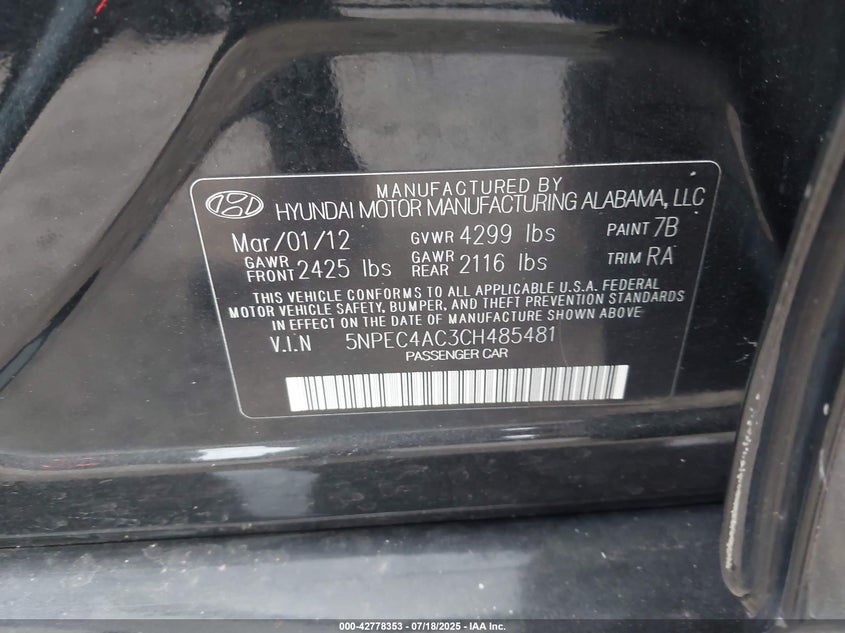 MANUFACTURED BY
HYUNDAI MOTOR MANUFACTURING ALABAMA, LLC
Mar/01/12 GVWR 4299 lbs PAINT 7B
GAWR FRONT 2425 lbs GAWR REAR 2116 lbs TRIM RA
THIS VEHICLE CONFORMS TO ALL APPLICABLE U.S.A. FEDERAL
MOTOR VEHICLE SAFETY, BUMPER, AND THEFT PREVENTION STANDARDS
IN EFFECT ON THE DATE OF MANUFACTURE SHOWN ABOVE.
V.I.N 5NPEC4AC3CH485481
PASSENGER CAR
000-42778353 - 07/18/2025 - IAA Inc.